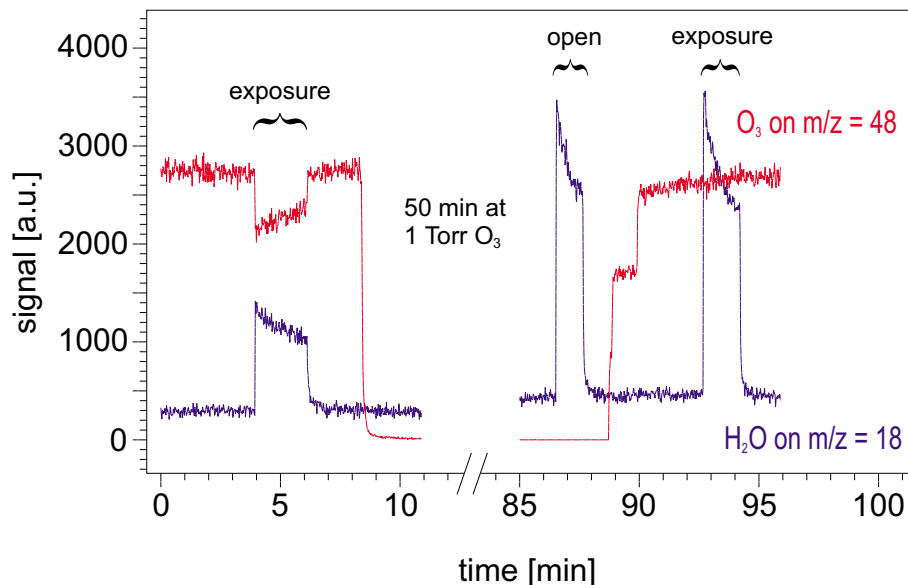 4000
3000
2000
1000
0
signal [a.u.]
exposure
open
exposure
O₃ on m/z = 48
50 min at
1 Torr O₃
H₂O on m/z = 18
0 5 10 85 90 95 100
time [min]